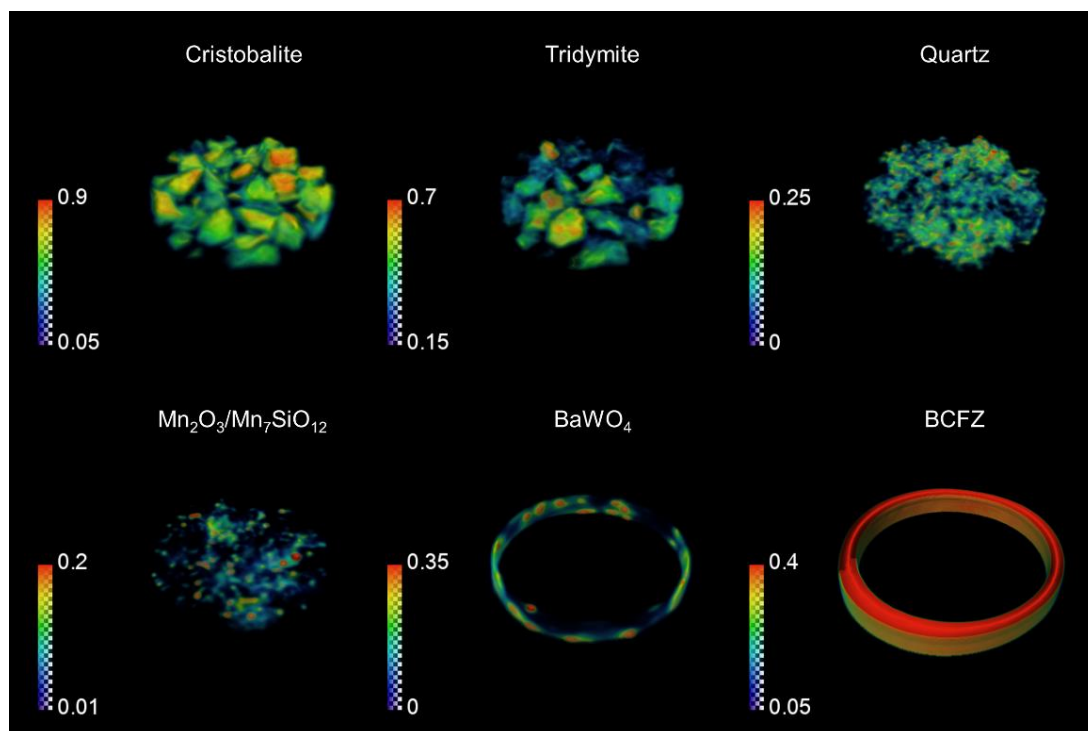 Cristobalite
Tridymite
Quartz
0.9
0.05
0.7
0.15
0.25
0
Mn₂O₃/Mn₇SiO₁₂
BaWO₄
BCFZ
0.2
0.01
0.35
0
0.4
0.05